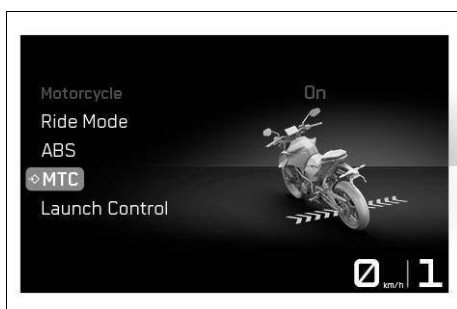 Motorcycle On
Ride Mode
ABS
MTC
Launch Control
0 km/h 1